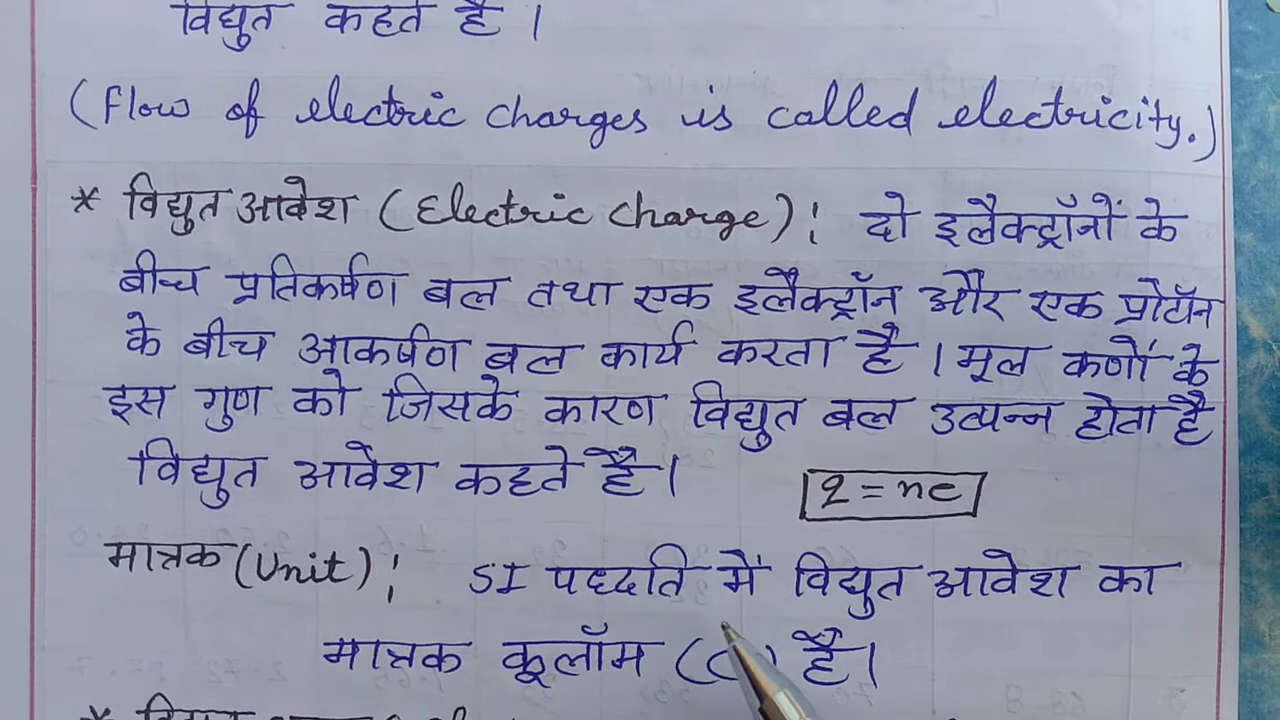 विद्युत कहते है ।
(Flow of electric charges is called electricity.)
* विद्युत आवेश (Electric Charge) : दो इलैक्ट्रॉनों के
बीच प्रतिकर्षण बल तथा एक इलैक्ट्रॉन और एक प्रोटॉन
के बीच आकर्षण बल कार्य करता है । मूल कणों के
इस गुण को जिसके कारण विद्युत बल उत्पन्न होता है
विद्युत आवेश कहते हैं ।
q = ne
मात्रक (Unit) : SI पद्धति में विद्युत आवेश का
मात्रक कूलॉम (C) है ।